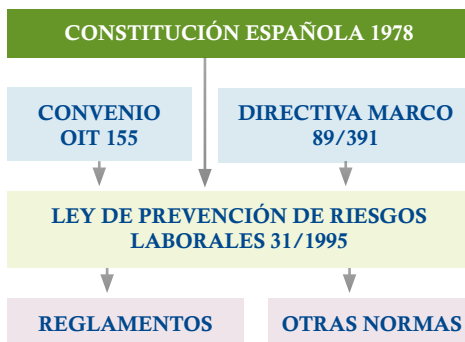 CONSTITUCIÓN ESPAÑOLA 1978
CONVENIO
OIT 155
DIRECTIVA MARCO
89/391
LEY DE PREVENCIÓN DE RIESGOS
LABORALES 31/1995
REGLAMENTOS
OTRAS NORMAS